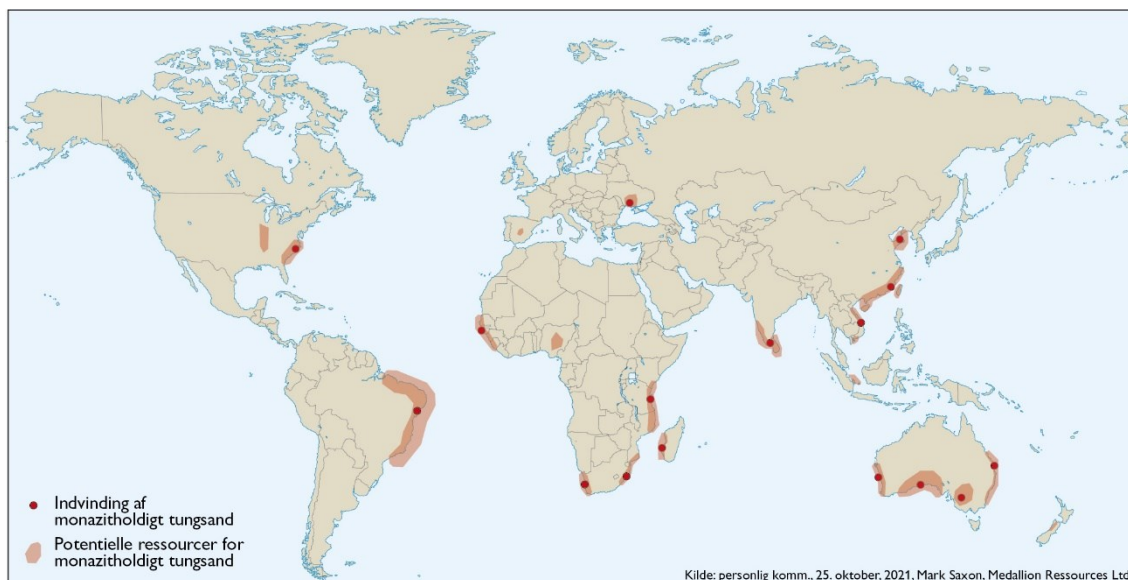 Indvinding af
monazitholdigt tungsand
Potentielle ressourcer for
monazitholdigt tungsand
Kilde: personlig komm., 25. oktober, 2021, Mark Saxon, Medallion Ressources Ltd